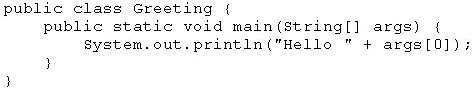 public class Greeting {
    public static void main(String[] args) {
        System.out.println("Hello " + args[0]);
    }
}